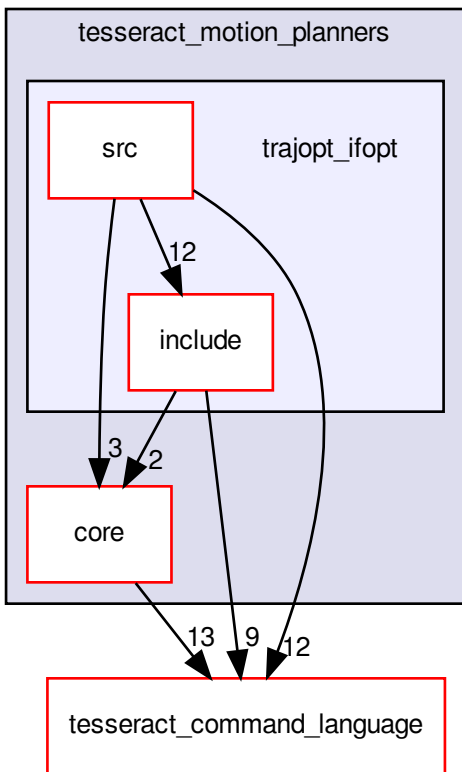 tesseract_motion_planners
src
trajopt_ifopt
12
include
3
2
core
13
9
12
tesseract_command_language